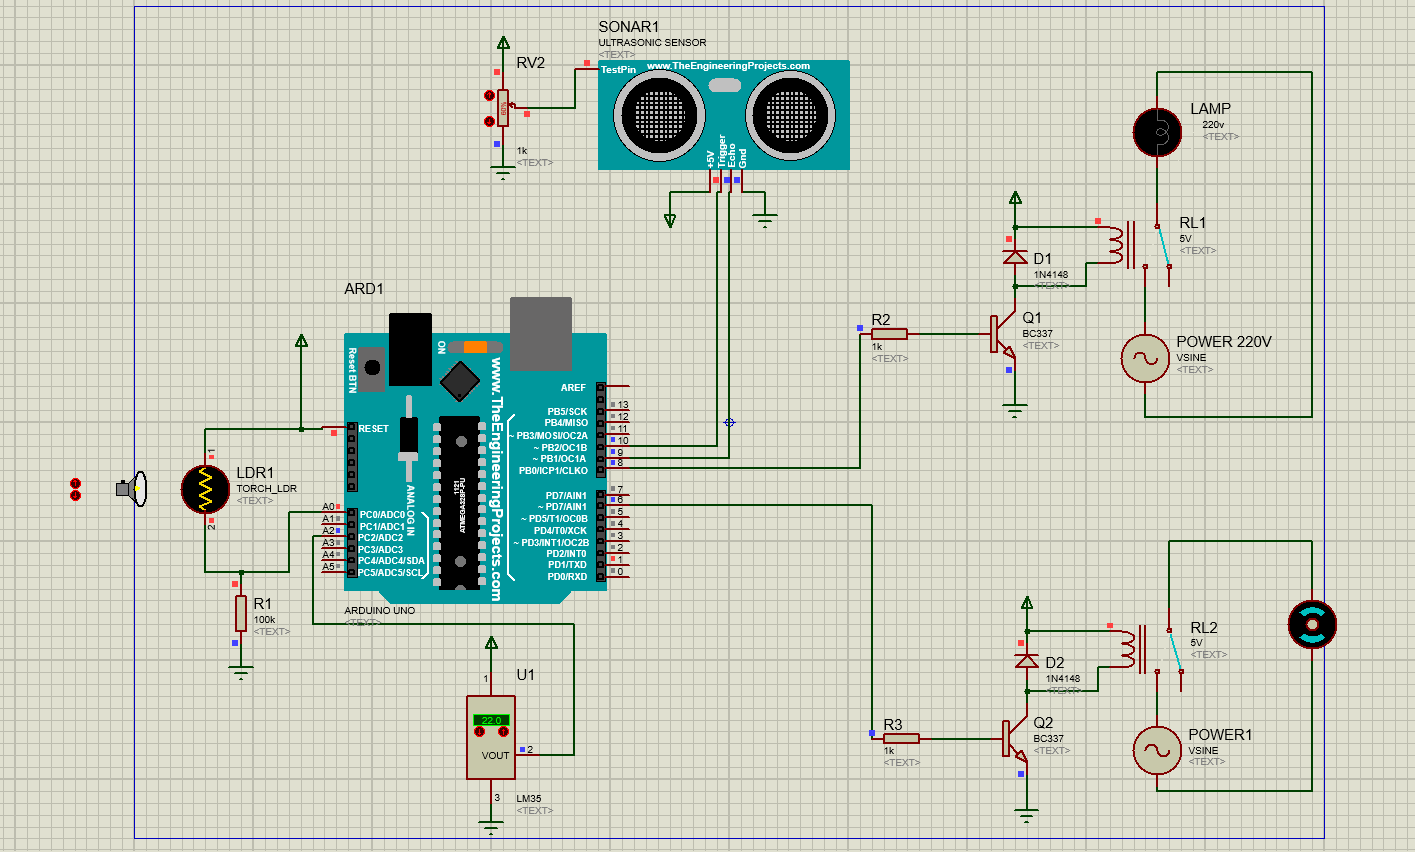 SONAR1
ULTRASONIC SENSOR
<TEXT>
www.TheEngineeringProjects.com
TestPin
+5V
Trigger
Echo
Gnd
RV2
1k
<TEXT>
LAMP
220v
<TEXT>
RL1
5V
<TEXT>
D1
1N4148
<TEXT>
Q1
BC337
<TEXT>
R2
1k
<TEXT>
POWER 220V
VSINE
<TEXT>
ARD1
Reset BTN
ON
www.TheEngineeringProjects.com
1121
ATMEGA328P-PU
ANALOG IN
RESET
AREF
PB5/SCK 13
PB4/MISO 12
~ PB3/MOSI/OC2A 11
~ PB2/OC1B 10
~ PB1/OC1A 9
PB0/ICP1/CLKO 8
PD7/AIN1 7
~ PD7/AIN1 6
~ PD5/T1/OC0B 5
PD4/T0/XCK 4
~ PD3/INT1/OC2B 3
PD2/INT0 2
PD1/TXD 1
PD0/RXD 0
A0 PC0/ADC0
A1 PC1/ADC1
A2 PC2/ADC2
A3 PC3/ADC3
A4 PC4/ADC4/SDA
A5 PC5/ADC5/SCL
ARDUINO UNO
<TEXT>
1
LDR1
TORCH_LDR
<TEXT>
2
R1
100k
<TEXT>
1
U1
22.0
VOUT
2
3
LM35
<TEXT>
RL2
5V
<TEXT>
D2
1N4148
<TEXT>
Q2
BC337
<TEXT>
R3
1k
<TEXT>
POWER1
VSINE
<TEXT>